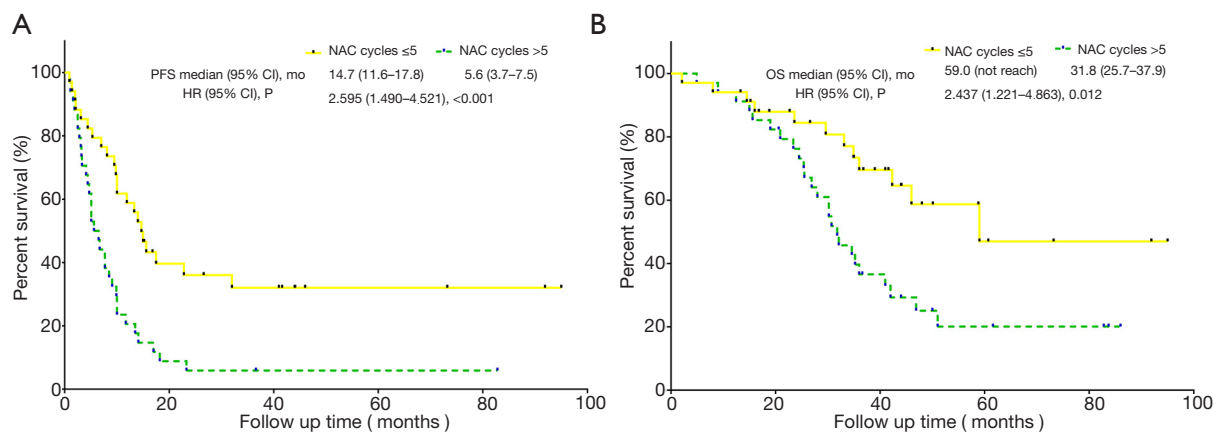 A
NAC cycles ≤5 NAC cycles >5
PFS median (95% CI), mo 14.7 (11.6–17.8) 5.6 (3.7–7.5)
HR (95% CI), P
2.595 (1.490–4.521), <0.001
Percent survival (%)
100
80
60
40
20
0
0 20 40 60 80 100
Follow up time ( months )
B
NAC cycles ≤5 NAC cycles >5
OS median (95% CI), mo 59.0 (not reach) 31.8 (25.7–37.9)
HR (95% CI), P
2.437 (1.221–4.863), 0.012
Percent survival (%)
100
80
60
40
20
0
0 20 40 60 80 100
Follow up time ( months )